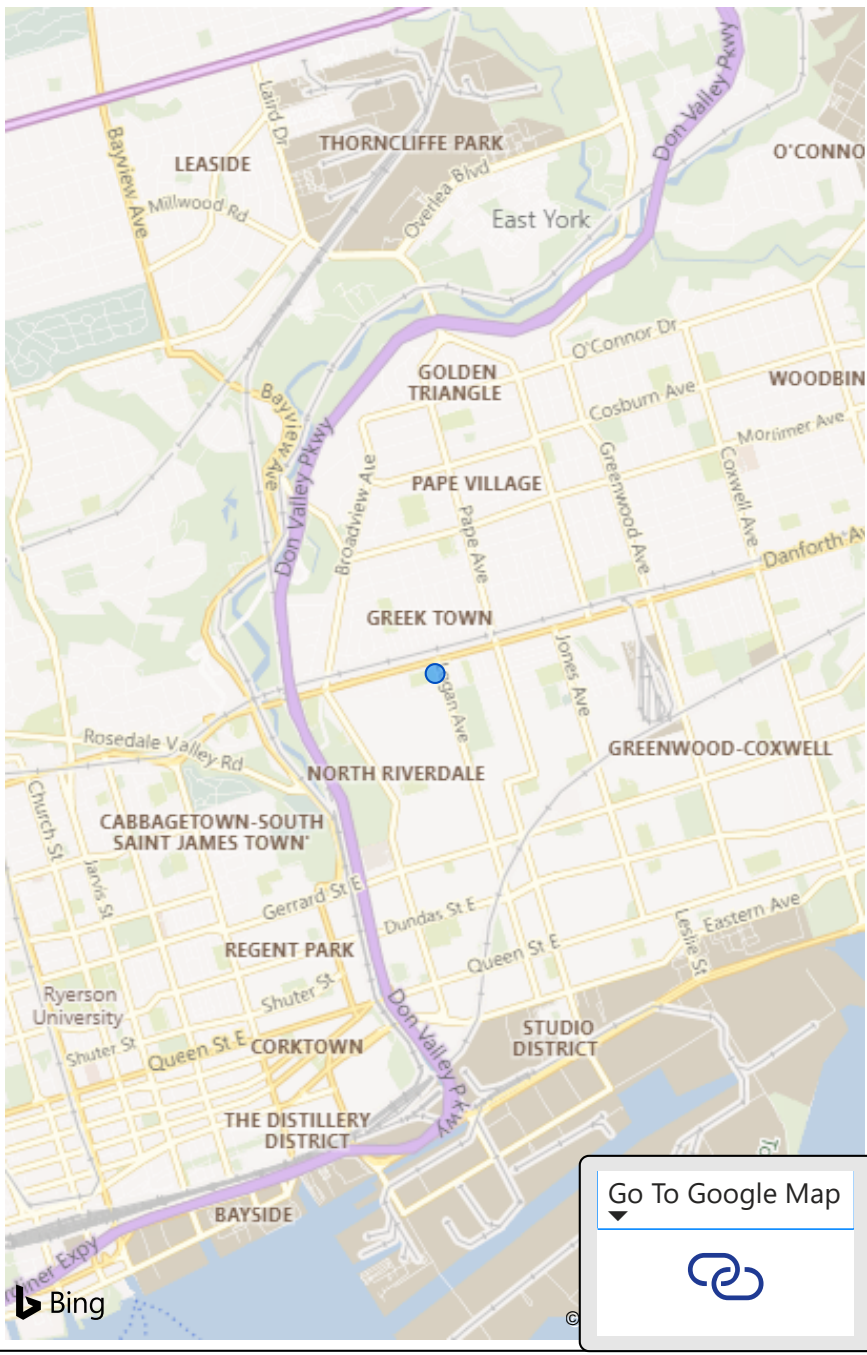 Don Valley Pkwy
Laird Dr
THORNCLIFFE PARK
O'CONNO
LEASIDE
Bayview Ave
Overlea Blvd
Millwood Rd
East York
O'Connor Dr
GOLDEN
TRIANGLE
WOODBIN
Bayview Ave
Cosburn Ave
Mortimer Ave
Don Valley Pkwy
Broadview Ave
PAPE VILLAGE
Greenwood Ave
Coxwell Ave
Pape Ave
Danforth Av
GREEK TOWN
Jones Ave
ogan Ave
Rosedale Valley Rd
GREENWOOD-COXWELL
NORTH RIVERDALE
Church St
CABBAGETOWN-SOUTH
SAINT JAMES TOWN
Jarvis St
Gerrard St E
Dundas St E
Eastern Ave
Leslie St
REGENT PARK
Queen St E
Ryerson
University
Shuter St
Don Valley Pkwy
STUDIO
DISTRICT
Shuter St
Queen St E
CORKTOWN
THE DISTILLERY
DISTRICT
To
Go To Google Map
BAYSIDE
rdiner Expy
Bing
©